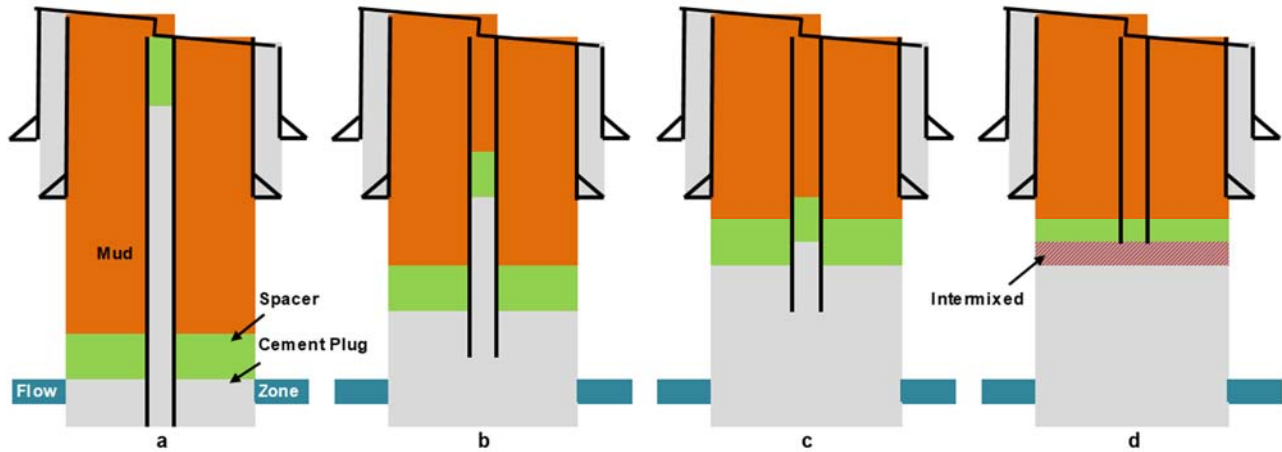 Mud
Spacer
Cement Plug
Flow
Zone
Intermixed
a
b
c
d